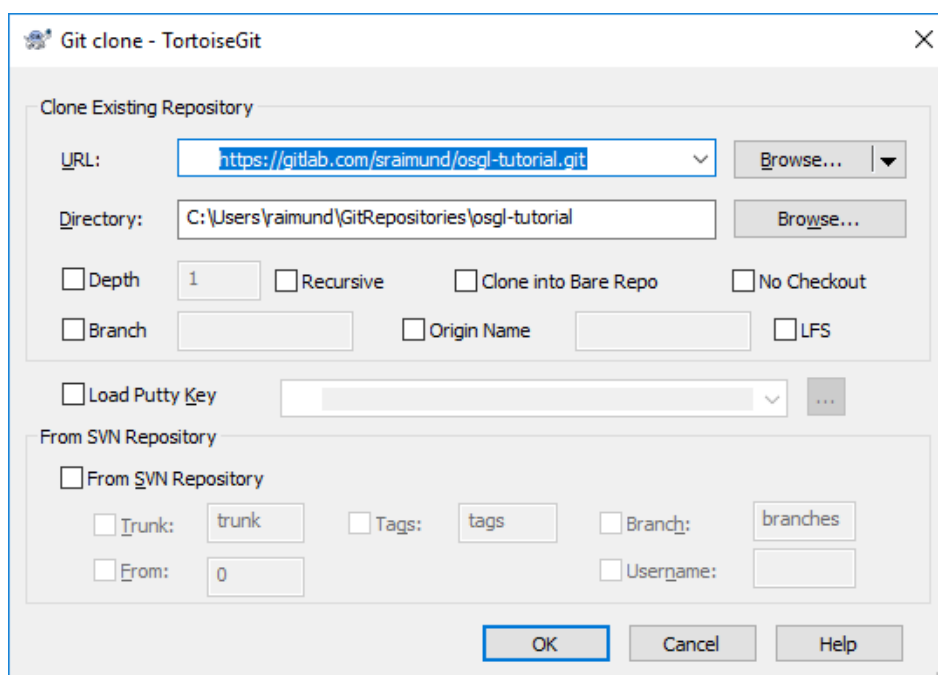 Git clone - TortoiseGit
Clone Existing Repository
URL: https://gitlab.com/sraimund/osgl-tutorial.git Browse...
Directory: C:\Users\raimund\GitRepositories\osgl-tutorial Browse...
Depth 1 Recursive Clone into Bare Repo No Checkout
Branch Origin Name LFS
Load Putty Key ...
From SVN Repository
From SVN Repository
Trunk: trunk Tags: tags Branch: branches
From: 0 Username:
OK Cancel Help